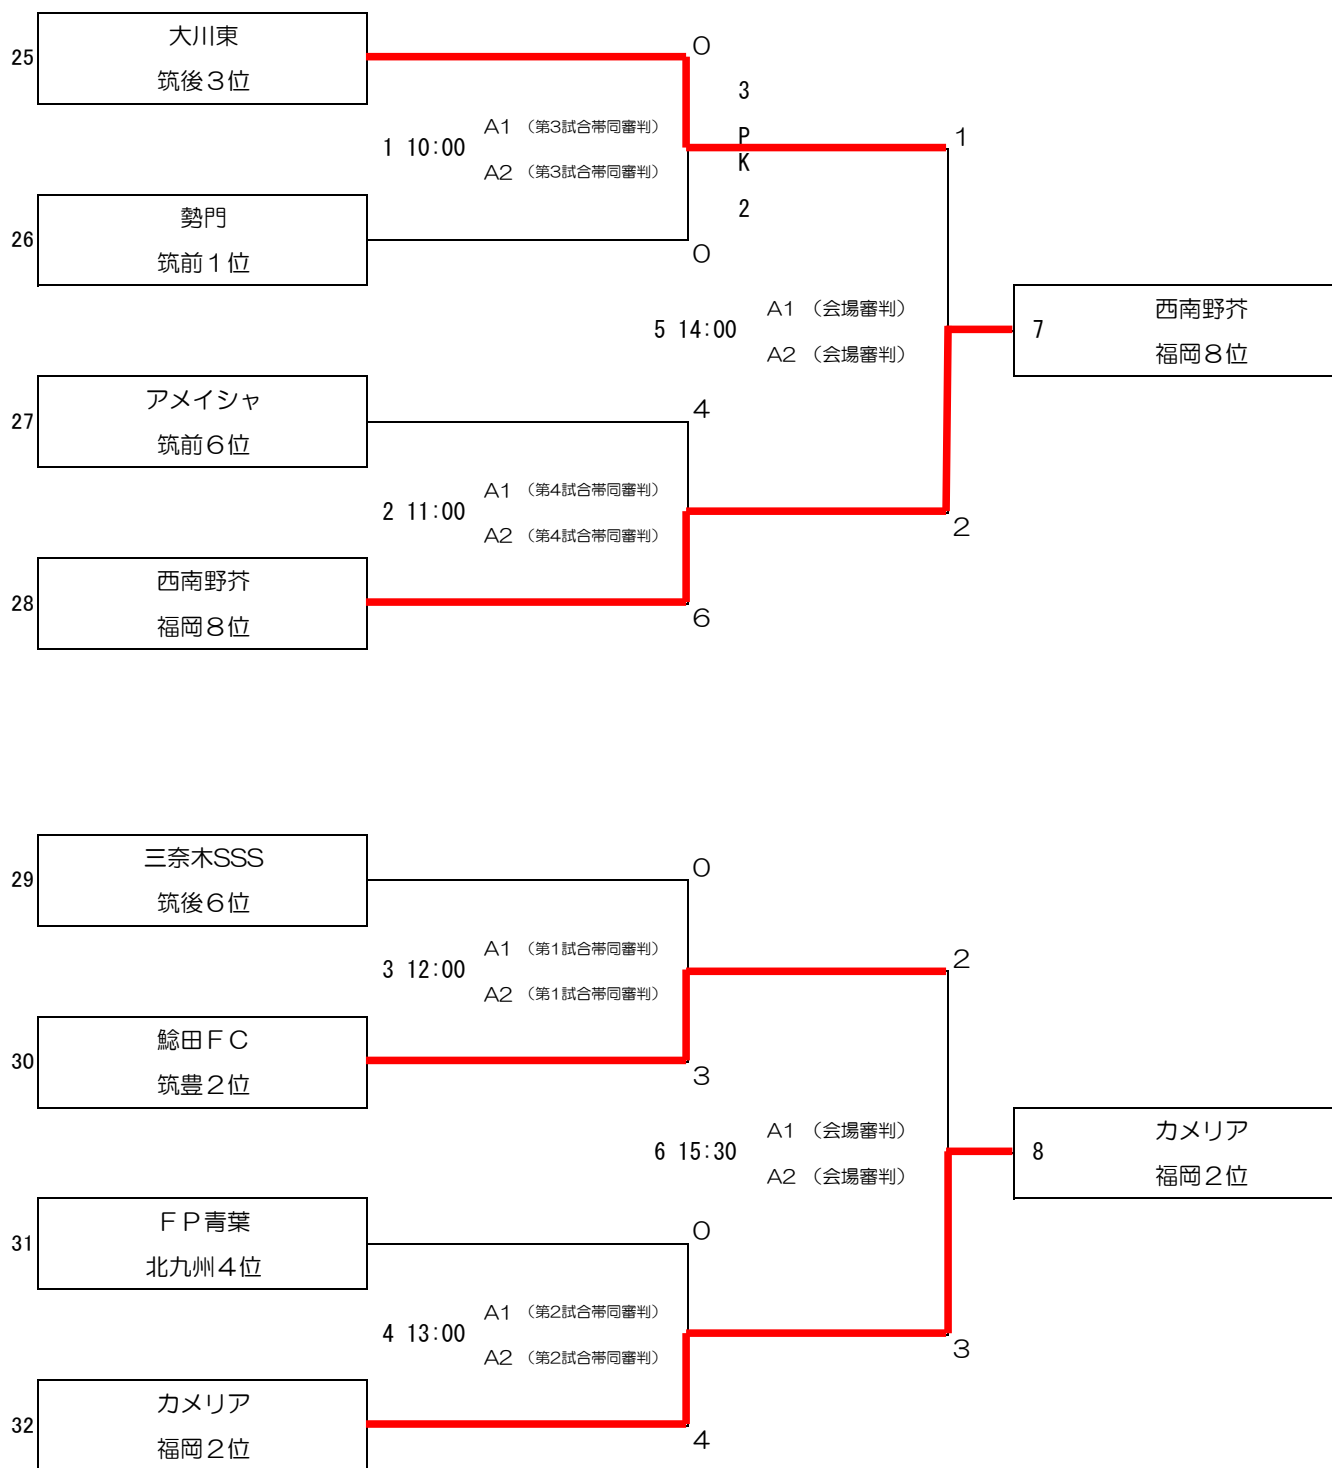 大川東
25
筑後３位
0
3
1 10:00
A1 （第3試合帯同審判）
A2 （第3試合帯同審判）
P
K
1
2
勢門
26
筑前１位
0
5 14:00
A1 （会場審判）
A2 （会場審判）
7
西南野芥
福岡８位
アメイシャ
27
筑前６位
4
2 11:00
A1 （第4試合帯同審判）
A2 （第4試合帯同審判）
2
西南野芥
28
福岡８位
6
三奈木SSS
29
筑後６位
0
3 12:00
A1 （第1試合帯同審判）
A2 （第1試合帯同審判）
2
鯰田ＦＣ
30
筑豊２位
3
6 15:30
A1 （会場審判）
A2 （会場審判）
8
カメリア
福岡２位
ＦＰ青葉
31
北九州４位
0
4 13:00
A1 （第2試合帯同審判）
A2 （第2試合帯同審判）
3
カメリア
32
福岡２位
4